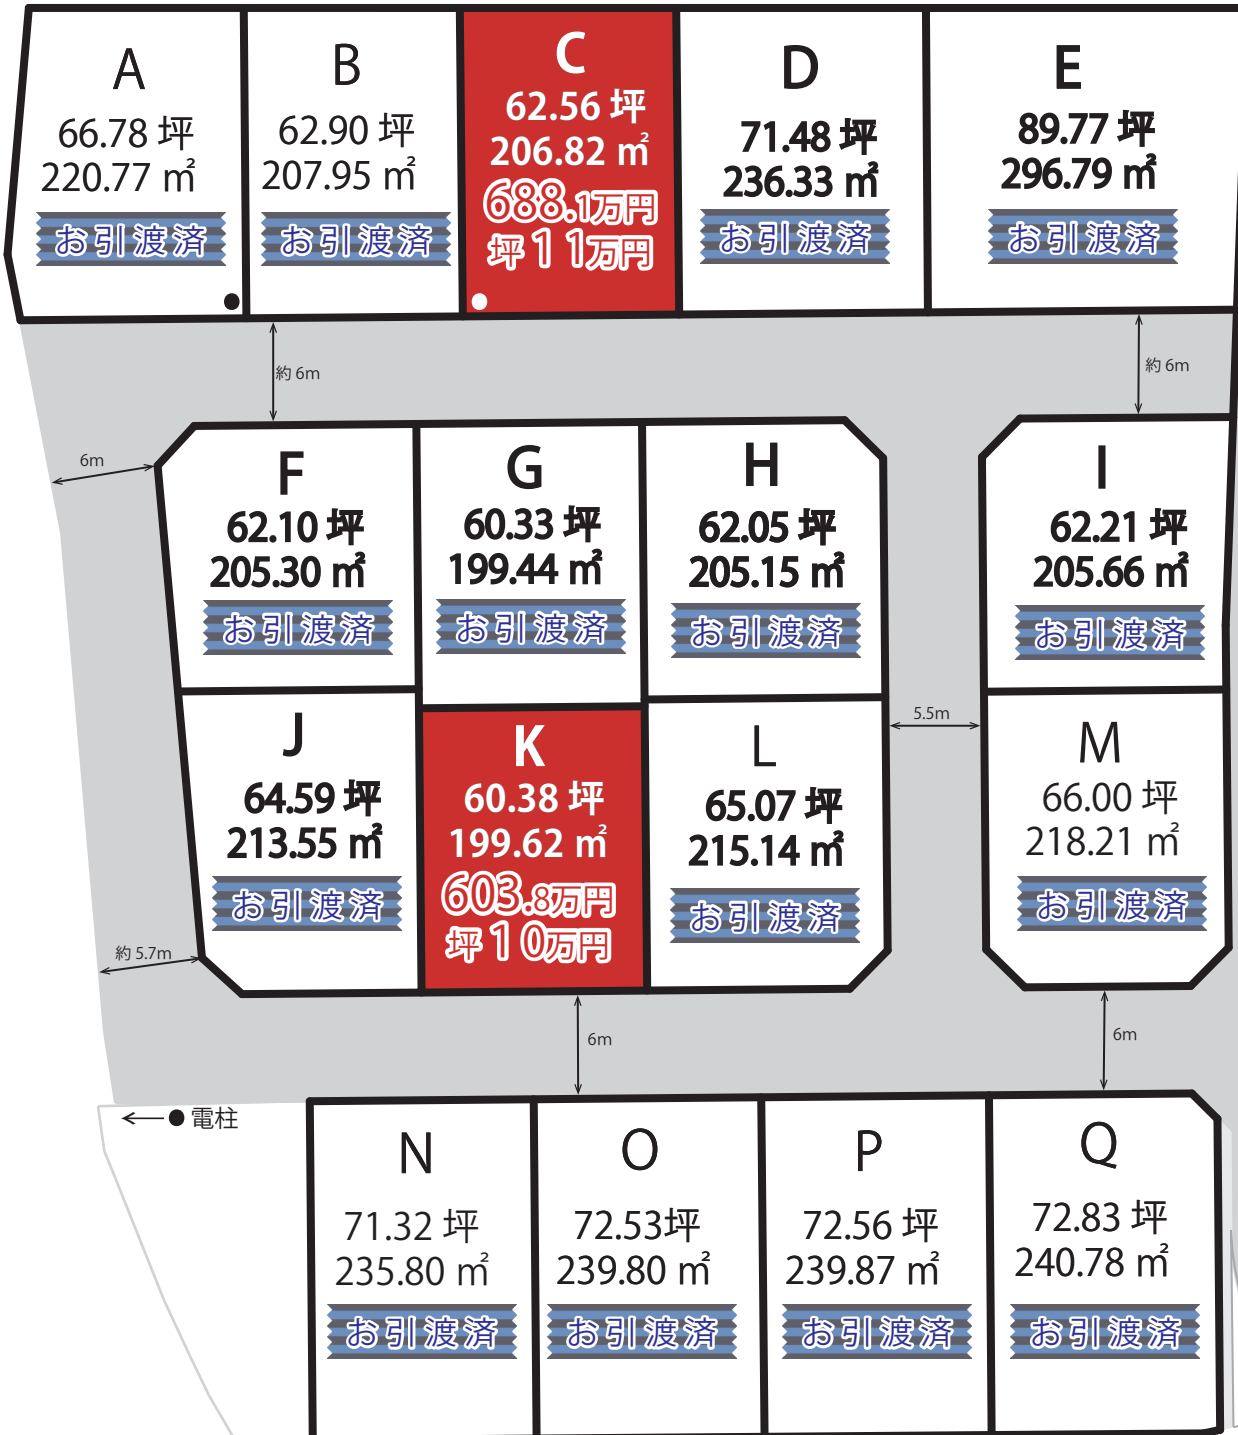 A
66.78 坪
220.77 ㎡
お引渡済
B
62.90 坪
207.95 ㎡
お引渡済
C
62.56 坪
206.82 ㎡
688.1万円
坪11万円
D
71.48 坪
236.33 ㎡
お引渡済
E
89.77 坪
296.79 ㎡
お引渡済
約 6m
約 6m
6m
F
62.10 坪
205.30 ㎡
お引渡済
G
60.33 坪
199.44 ㎡
お引渡済
H
62.05 坪
205.15 ㎡
お引渡済
I
62.21 坪
205.66 ㎡
お引渡済
J
64.59 坪
213.55 ㎡
お引渡済
K
60.38 坪
199.62 ㎡
603.8万円
坪10万円
L
65.07 坪
215.14 ㎡
お引渡済
5.5m
M
66.00 坪
218.21 ㎡
お引渡済
約 5.7m
6m
6m
電柱
N
71.32 坪
235.80 ㎡
お引渡済
O
72.53坪
239.80 ㎡
お引渡済
P
72.56 坪
239.87 ㎡
お引渡済
Q
72.83 坪
240.78 ㎡
お引渡済